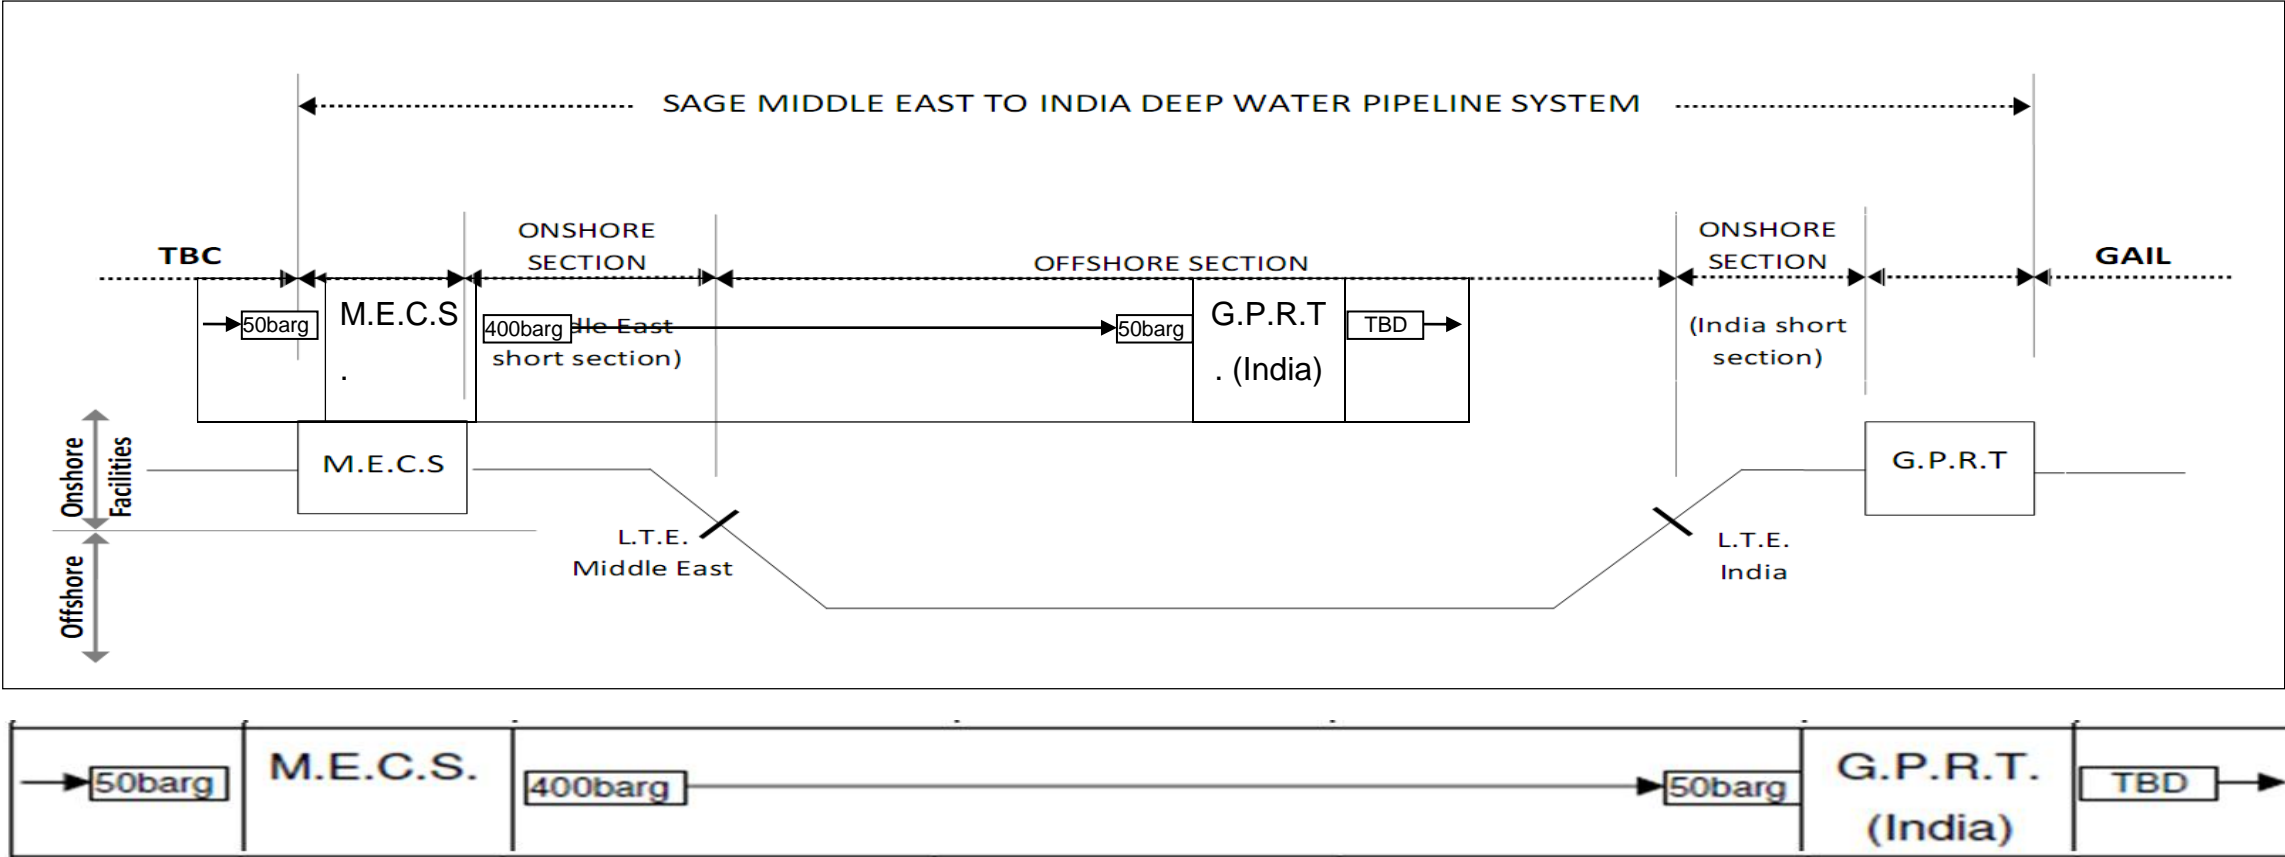 SAGE MIDDLE EAST TO INDIA DEEP WATER PIPELINE SYSTEM
TBC
ONSHORE
SECTION
OFFSHORE SECTION
ONSHORE
SECTION
GAIL
50barg
M.E.C.S
.
400barg
dle East
short section)
50barg
G.P.R.T
. (India)
TBD
(India short
section)
Onshore
Facilities
M.E.C.S
G.P.R.T
L.T.E.
Middle East
L.T.E.
India
Offshore
50barg
M.E.C.S.
400barg
50barg
G.P.R.T.
(India)
TBD